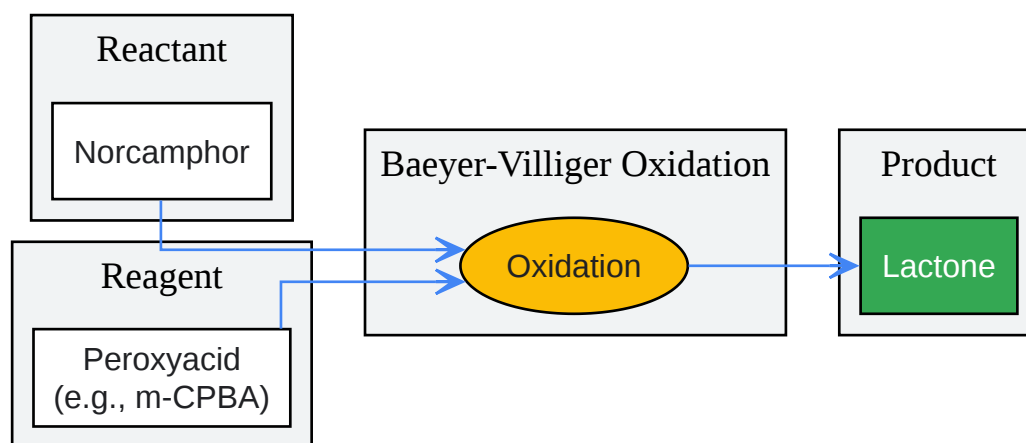 Reactant
Norcamphor
Reagent
Peroxyacid
(e.g., m-CPBA)
Baeyer-Villiger Oxidation
Oxidation
Product
Lactone